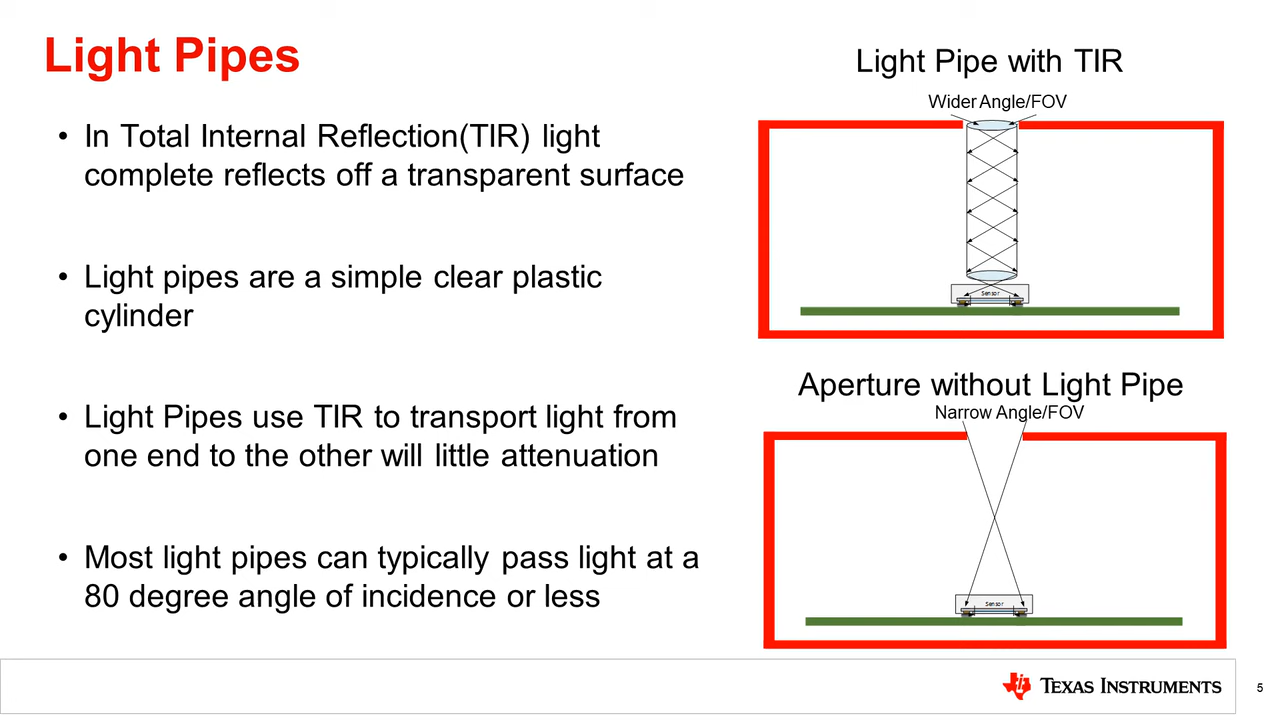 Light Pipes
• In Total Internal Reflection(TIR) light
complete reflects off a transparent surface
• Light pipes are a simple clear plastic
cylinder
• Light Pipes use TIR to transport light from
one end to the other will little attenuation
• Most light pipes can typically pass light at a
80 degree angle of incidence or less
Light Pipe with TIR
Wider Angle/FOV
Sensor
Aperture without Light Pipe
Narrow Angle/FOV
Sensor
TEXAS INSTRUMENTS
5